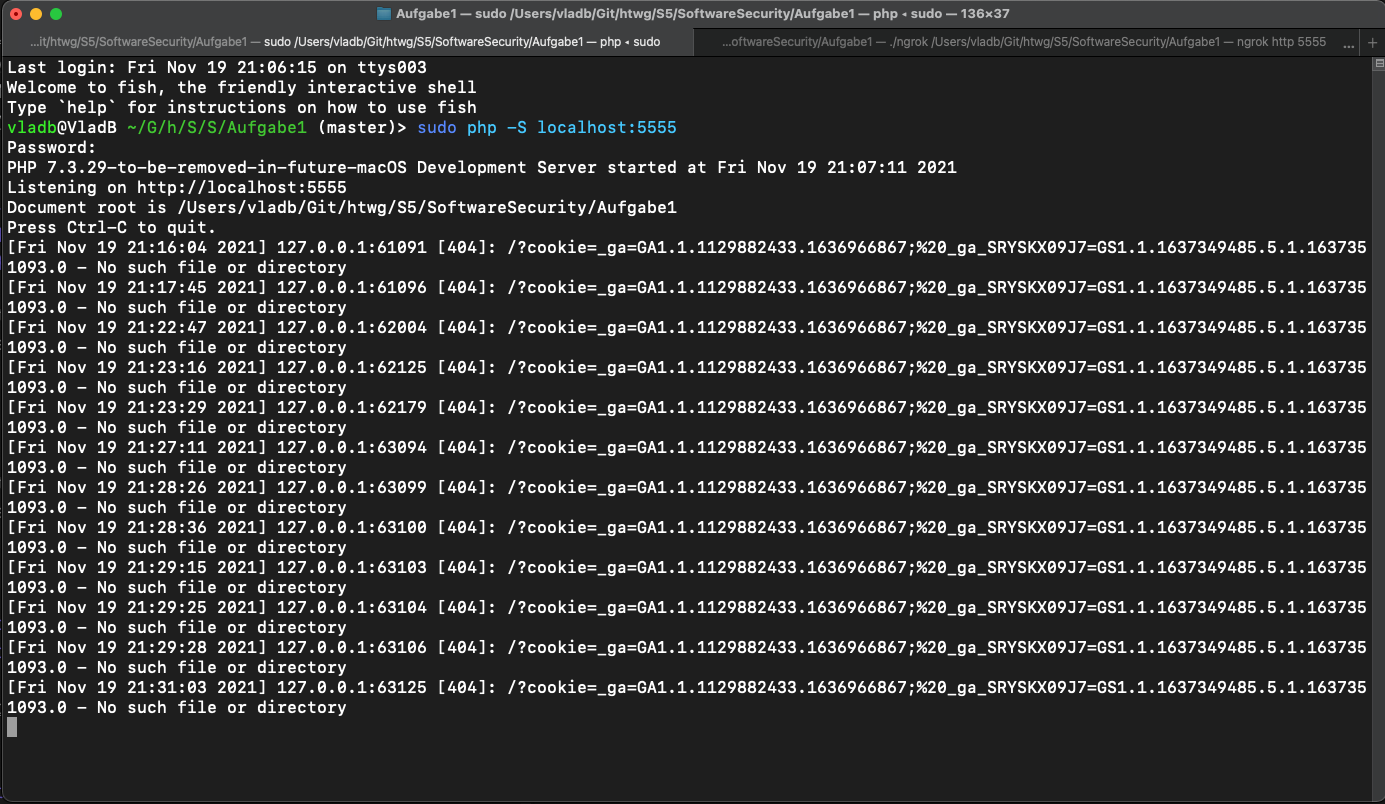 Aufgabe1 — sudo /Users/vladb/Git/htwg/S5/SoftwareSecurity/Aufgabe1 — php ◂ sudo — 136×37
...it/htwg/S5/SoftwareSecurity/Aufgabe1 — sudo /Users/vladb/Git/htwg/S5/SoftwareSecurity/Aufgabe1 — php ◂ sudo
...oftwareSecurity/Aufgabe1 — ./ngrok /Users/vladb/Git/htwg/S5/SoftwareSecurity/Aufgabe1 — ngrok http 5555 ...
Last login: Fri Nov 19 21:06:15 on ttys003
Welcome to fish, the friendly interactive shell
Type `help` for instructions on how to use fish
vladb@VladB ~/G/h/S/S/Aufgabe1 (master)> sudo php -S localhost:5555
Password:
PHP 7.3.29-to-be-removed-in-future-macOS Development Server started at Fri Nov 19 21:07:11 2021
Listening on http://localhost:5555
Document root is /Users/vladb/Git/htwg/S5/SoftwareSecurity/Aufgabe1
Press Ctrl-C to quit.
[Fri Nov 19 21:16:04 2021] 127.0.0.1:61091 [404]: /?cookie=_ga=GA1.1.1129882433.1636966867;%20_ga_SRYSKX09J7=GS1.1.1637349485.5.1.163735
1093.0 - No such file or directory
[Fri Nov 19 21:17:45 2021] 127.0.0.1:61096 [404]: /?cookie=_ga=GA1.1.1129882433.1636966867;%20_ga_SRYSKX09J7=GS1.1.1637349485.5.1.163735
1093.0 - No such file or directory
[Fri Nov 19 21:22:47 2021] 127.0.0.1:62004 [404]: /?cookie=_ga=GA1.1.1129882433.1636966867;%20_ga_SRYSKX09J7=GS1.1.1637349485.5.1.163735
1093.0 - No such file or directory
[Fri Nov 19 21:23:16 2021] 127.0.0.1:62125 [404]: /?cookie=_ga=GA1.1.1129882433.1636966867;%20_ga_SRYSKX09J7=GS1.1.1637349485.5.1.163735
1093.0 - No such file or directory
[Fri Nov 19 21:23:29 2021] 127.0.0.1:62179 [404]: /?cookie=_ga=GA1.1.1129882433.1636966867;%20_ga_SRYSKX09J7=GS1.1.1637349485.5.1.163735
1093.0 - No such file or directory
[Fri Nov 19 21:27:11 2021] 127.0.0.1:63094 [404]: /?cookie=_ga=GA1.1.1129882433.1636966867;%20_ga_SRYSKX09J7=GS1.1.1637349485.5.1.163735
1093.0 - No such file or directory
[Fri Nov 19 21:28:26 2021] 127.0.0.1:63099 [404]: /?cookie=_ga=GA1.1.1129882433.1636966867;%20_ga_SRYSKX09J7=GS1.1.1637349485.5.1.163735
1093.0 - No such file or directory
[Fri Nov 19 21:28:36 2021] 127.0.0.1:63100 [404]: /?cookie=_ga=GA1.1.1129882433.1636966867;%20_ga_SRYSKX09J7=GS1.1.1637349485.5.1.163735
1093.0 - No such file or directory
[Fri Nov 19 21:29:15 2021] 127.0.0.1:63103 [404]: /?cookie=_ga=GA1.1.1129882433.1636966867;%20_ga_SRYSKX09J7=GS1.1.1637349485.5.1.163735
1093.0 - No such file or directory
[Fri Nov 19 21:29:25 2021] 127.0.0.1:63104 [404]: /?cookie=_ga=GA1.1.1129882433.1636966867;%20_ga_SRYSKX09J7=GS1.1.1637349485.5.1.163735
1093.0 - No such file or directory
[Fri Nov 19 21:29:28 2021] 127.0.0.1:63106 [404]: /?cookie=_ga=GA1.1.1129882433.1636966867;%20_ga_SRYSKX09J7=GS1.1.1637349485.5.1.163735
1093.0 - No such file or directory
[Fri Nov 19 21:31:03 2021] 127.0.0.1:63125 [404]: /?cookie=_ga=GA1.1.1129882433.1636966867;%20_ga_SRYSKX09J7=GS1.1.1637349485.5.1.163735
1093.0 - No such file or directory